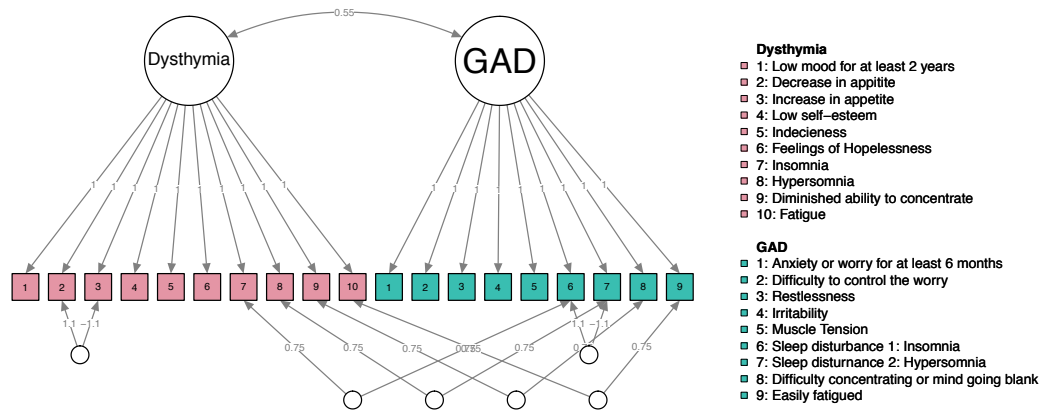 0.55
Dysthymia
GAD
1 1 1 1 1 1 1 1 1 1
1 1 1 1 1 1 1 1 1
1 2 3 4 5 6 7 8 9 10
1 2 3 4 5 6 7 8 9
1.1 −1.1
1.1 −1.1
0.75 0.75 0.75 0.75 0.75 0.75
Dysthymia
1: Low mood for at least 2 years
2: Decrease in appitite
3: Increase in appetite
4: Low self−esteem
5: Indecieness
6: Feelings of Hopelessness
7: Insomnia
8: Hypersomnia
9: Diminished ability to concentrate
10: Fatigue
GAD
1: Anxiety or worry for at least 6 months
2: Difficulty to control the worry
3: Restlessness
4: Irritability
5: Muscle Tension
6: Sleep disturbance 1: Insomnia
7: Sleep disturnance 2: Hypersomnia
8: Difficulty concentrating or mind going blank
9: Easily fatigued